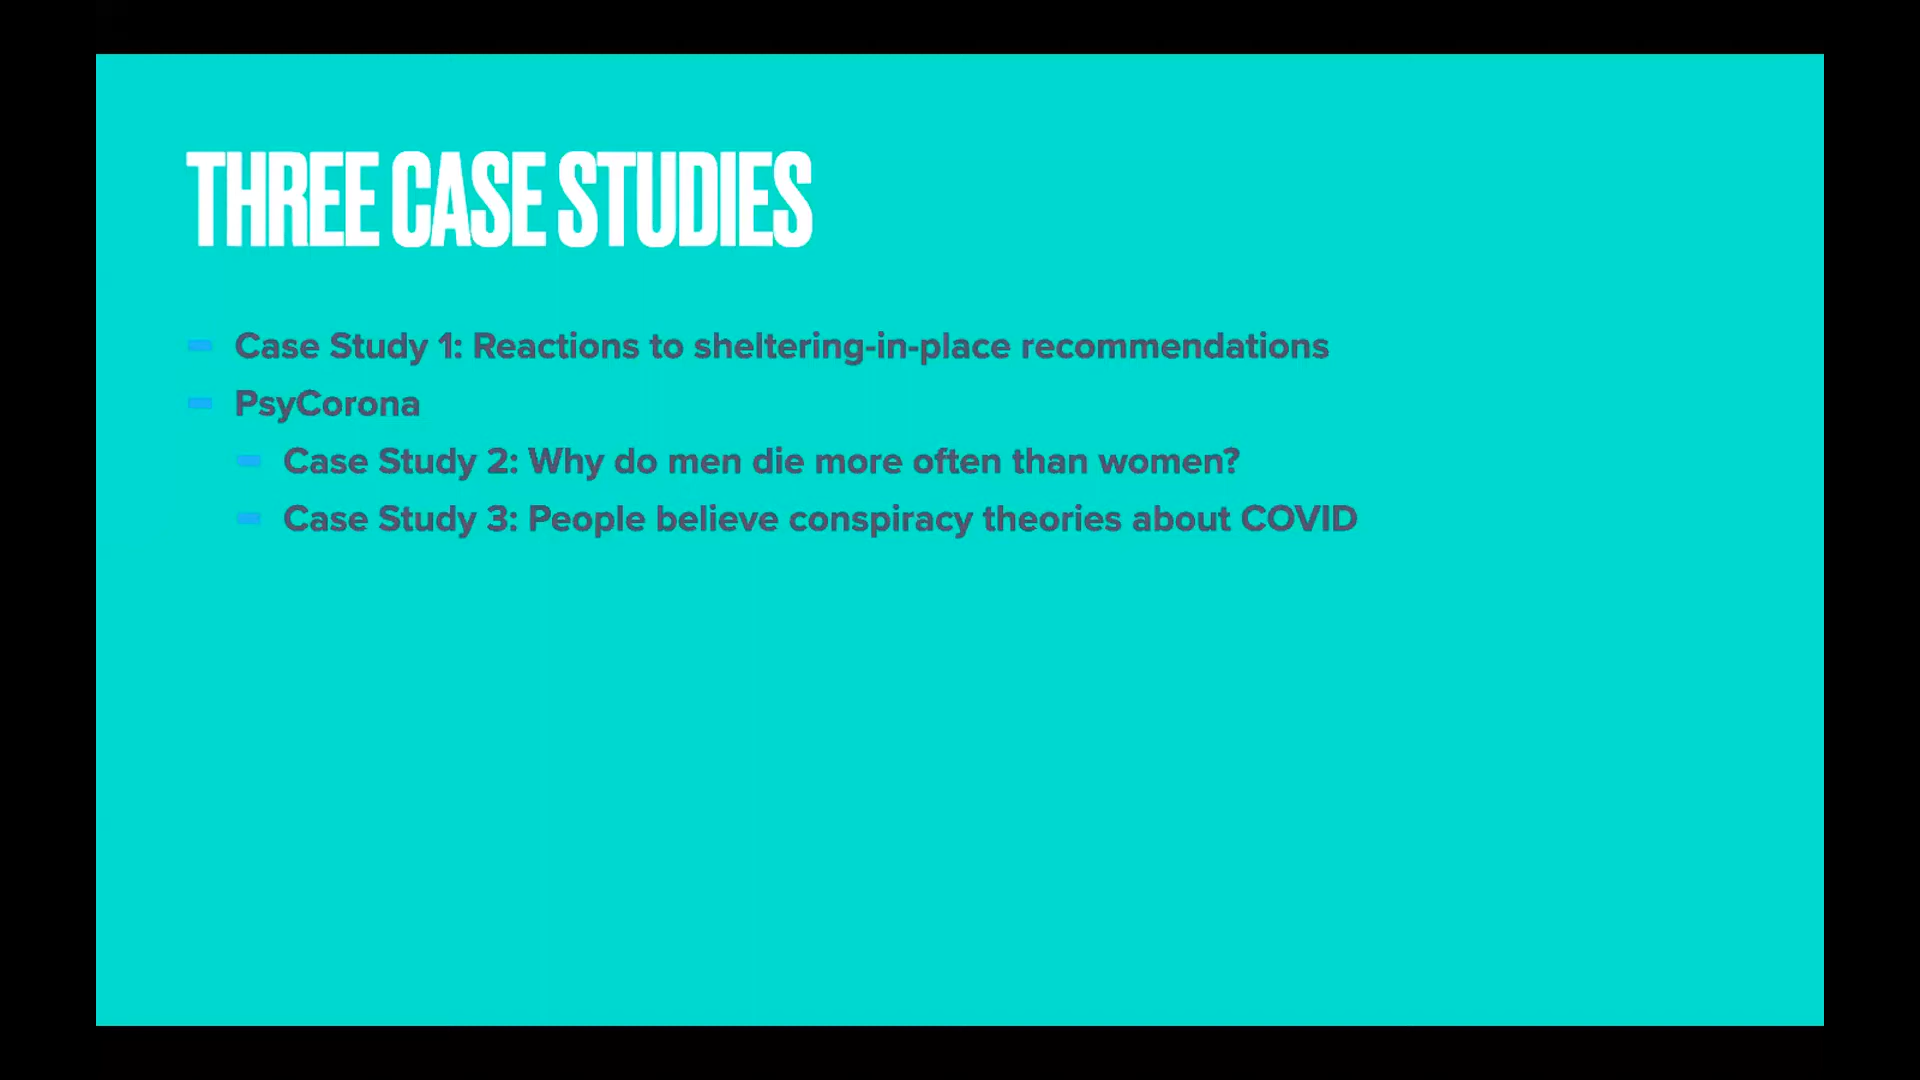 THREE CASE STUDIES
Case Study 1: Reactions to sheltering-in-place recommendations
PsyCorona
Case Study 2: Why do men die more often than women?
Case Study 3: People believe conspiracy theories about COVID